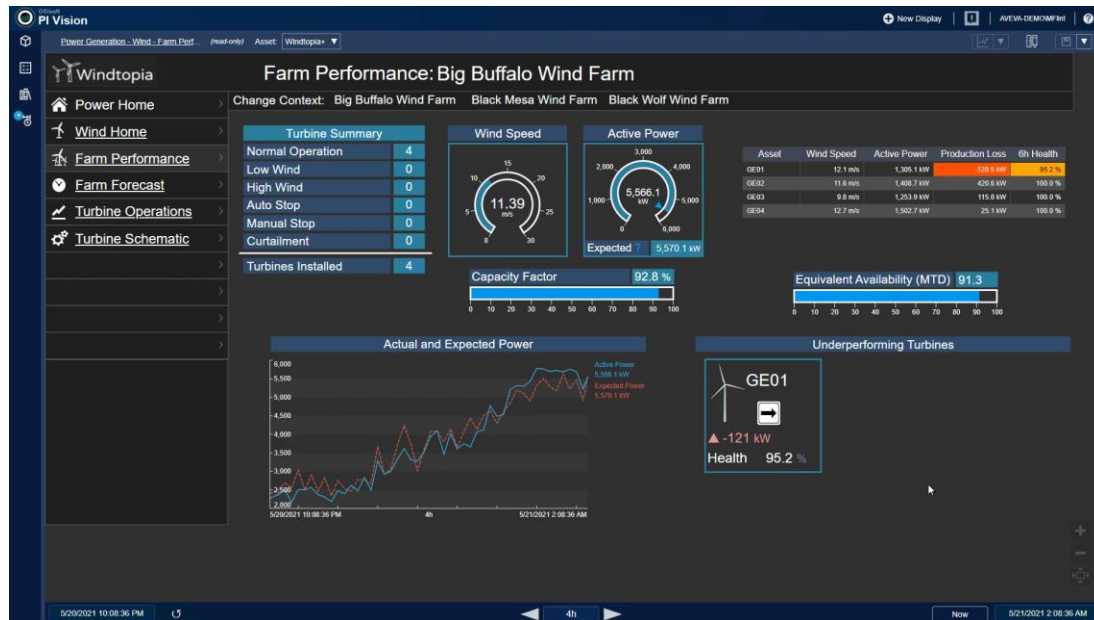 OSIsoft
PI Vision
New Display
AVEVA-DEMO\MFlint
Power Generation - Wind - Farm Perf... (read-only) Asset: Windtopia+
Windtopia
Farm Performance: Big Buffalo Wind Farm
Change Context: Big Buffalo Wind Farm Black Mesa Wind Farm Black Wolf Wind Farm
Power Home
Wind Home
Farm Performance
Farm Forecast
Turbine Operations
Turbine Schematic
Turbine Summary
Normal Operation 4
Low Wind 0
High Wind 0
Auto Stop 0
Manual Stop 0
Curtailment 0
Turbines Installed 4
Wind Speed
0 5 10 15 20 25 30
11.39
m/s
Active Power
0 1,000 2,000 3,000 4,000 5,000 6,000
5,566.1
kW
Expected ? 5,570.1 kW
Asset Wind Speed Active Power Production Loss 6h Health
GE01 12.1 m/s 1,305.1 kW -120.5 kW 95.2 %
GE02 11.6 m/s 1,408.7 kW 420.6 kW 100.0 %
GE03 9.8 m/s 1,253.9 kW 115.0 kW 100.0 %
GE04 12.7 m/s 1,502.7 kW 25.1 kW 100.0 %
Capacity Factor 92.8 %
0 10 20 30 40 50 60 70 80 90 100
Equivalent Availability (MTD) 91.3
0 10 20 30 40 50 60 70 80 90 100
Actual and Expected Power
6,000
5,500
5,000
4,500
4,000
3,500
3,000
2,500
2,000
Active Power
5,566.1 kW
Expected Power
5,570.1 kW
5/20/2021 10:08:36 PM 4h 5/21/2021 2:08:36 AM
Underperforming Turbines
GE01
-121 kW
Health 95.2 %
5/20/2021 10:08:36 PM 4h Now 5/21/2021 2:08:36 AM